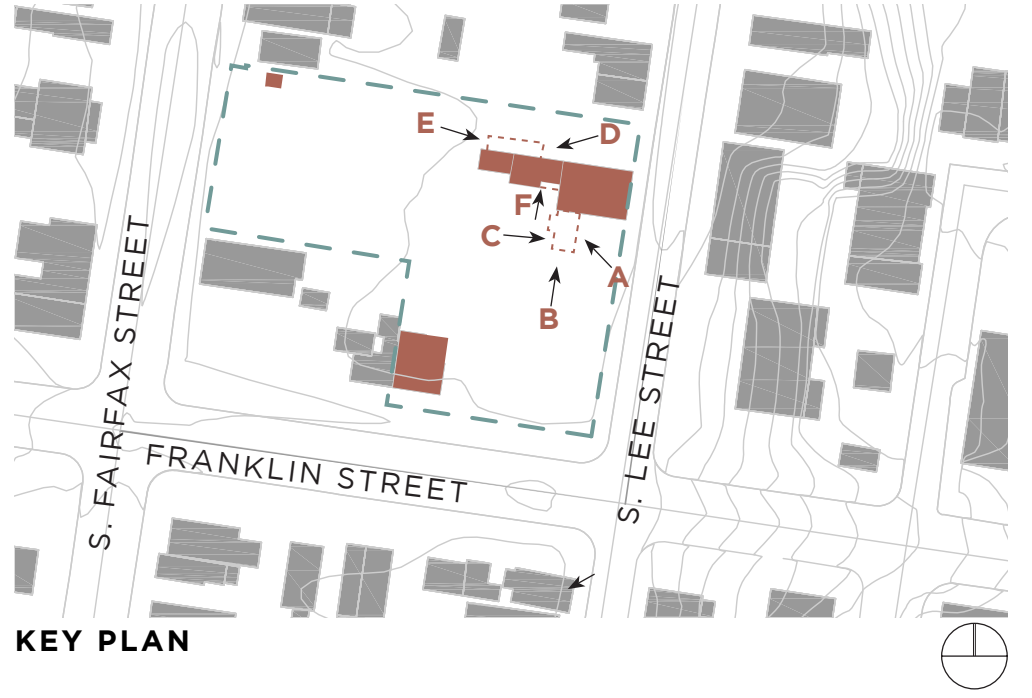 E
D
F
C
A
B
S. FAIRFAX STREET
S. LEE STREET
FRANKLIN STREET
KEY PLAN